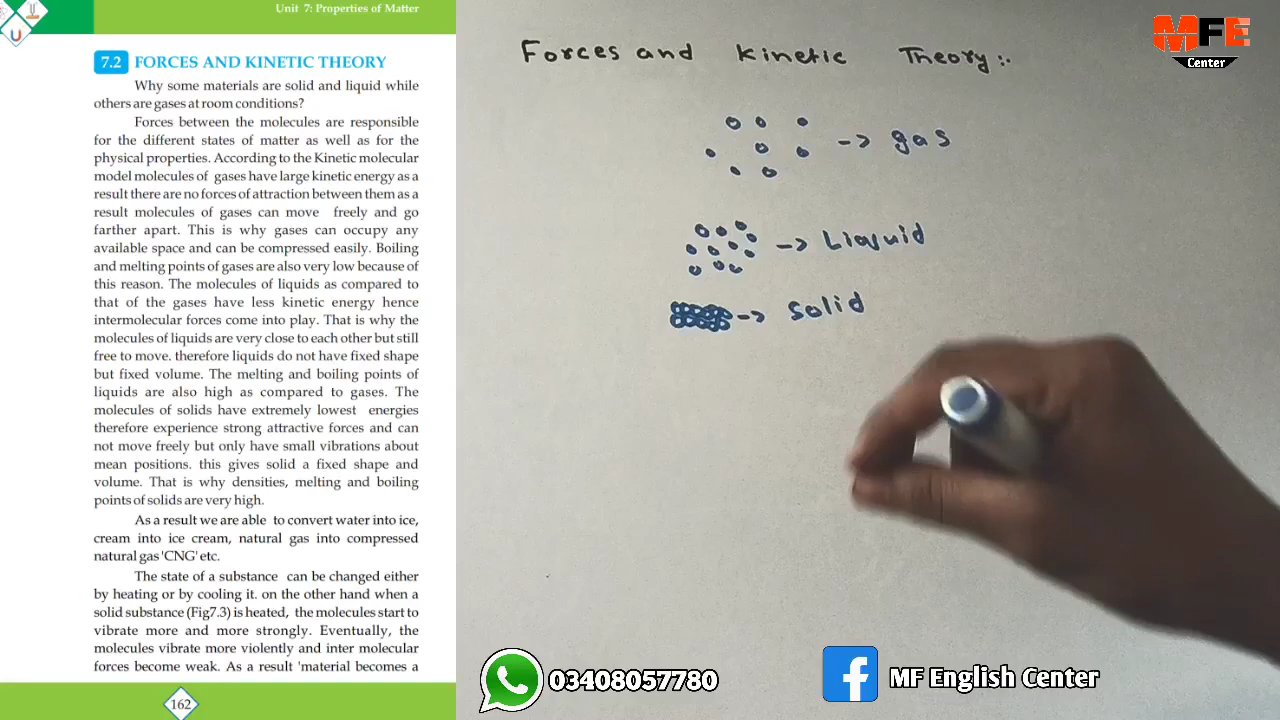 Unit 7: Properties of Matter
7.2 FORCES AND KINETIC THEORY
Why some materials are solid and liquid while
others are gases at room conditions?
Forces between the molecules are responsible
for the different states of matter as well as for the
physical properties. According to the Kinetic molecular
model molecules of gases have large kinetic energy as a
result there are no forces of attraction between them as a
result molecules of gases can move freely and go
farther apart. This is why gases can occupy any
available space and can be compressed easily. Boiling
and melting points of gases are also very low because of
this reason. The molecules of liquids as compared to
that of the gases have less kinetic energy hence
intermolecular forces come into play. That is why the
molecules of liquids are very close to each other but still
free to move. therefore liquids do not have fixed shape
but fixed volume. The melting and boiling points of
liquids are also high as compared to gases. The
molecules of solids have extremely lowest energies
therefore experience strong attractive forces and can
not move freely but only have small vibrations about
mean positions. this gives solid a fixed shape and
volume. That is why densities, melting and boiling
points of solids are very high.
As a result we are able to convert water into ice,
cream into ice cream, natural gas into compressed
natural gas 'CNG' etc.
The state of a substance can be changed either
by heating or by cooling it. on the other hand when a
solid substance (Fig7.3) is heated, the molecules start to
vibrate more and more strongly. Eventually, the
molecules vibrate more violently and inter molecular
forces become weak. As a result 'material becomes a
162
Forces and Kinetic Theory:.
-> gas
-> Liquid
-> Solid
MFE
Center
03408057780
MF English Center